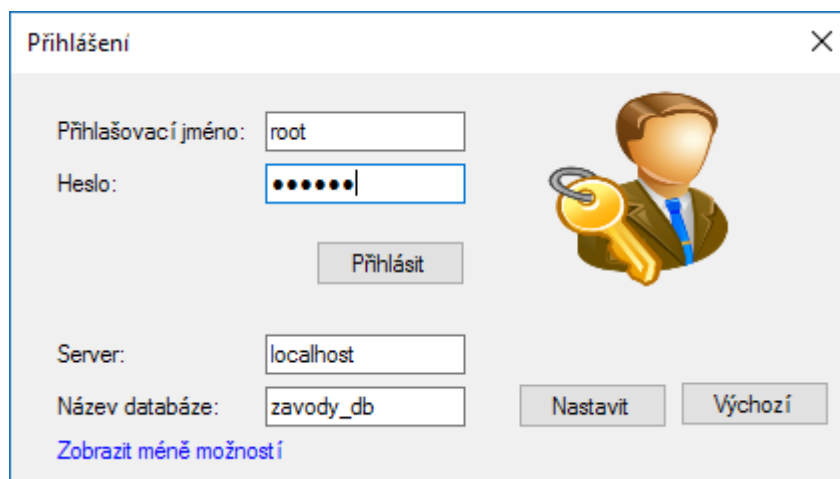 Přihlášení
Přihlašovací jméno: root
Heslo: ●●●●●●
Přihlásit
Server: localhost
Název databáze: zavody_db Nastavit Výchozí
Zobrazit méně možností